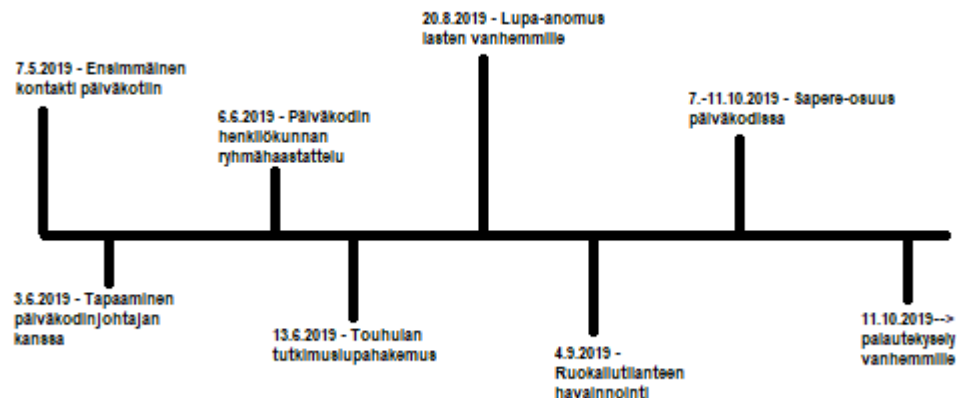 20.8.2019 - Lupa-anomus
lasten vanhemmille
7.5.2019 - Ensimmäinen
kontakti päiväkotiin
7.-11.10.2019 - Sapere-osuus
päiväkodissa
6.6.2019 - Päiväkodin
henkilökunnan
ryhmähaastattelu
3.6.2019 - Tapaaminen
päiväkodinjohtajan
kanssa
13.6.2019 - Touhulan
tutkimuslupahakemus
4.9.2019 -
Ruokailutilanteen
havainnointi
11.10.2019-->
palautekysely
vanhemmille